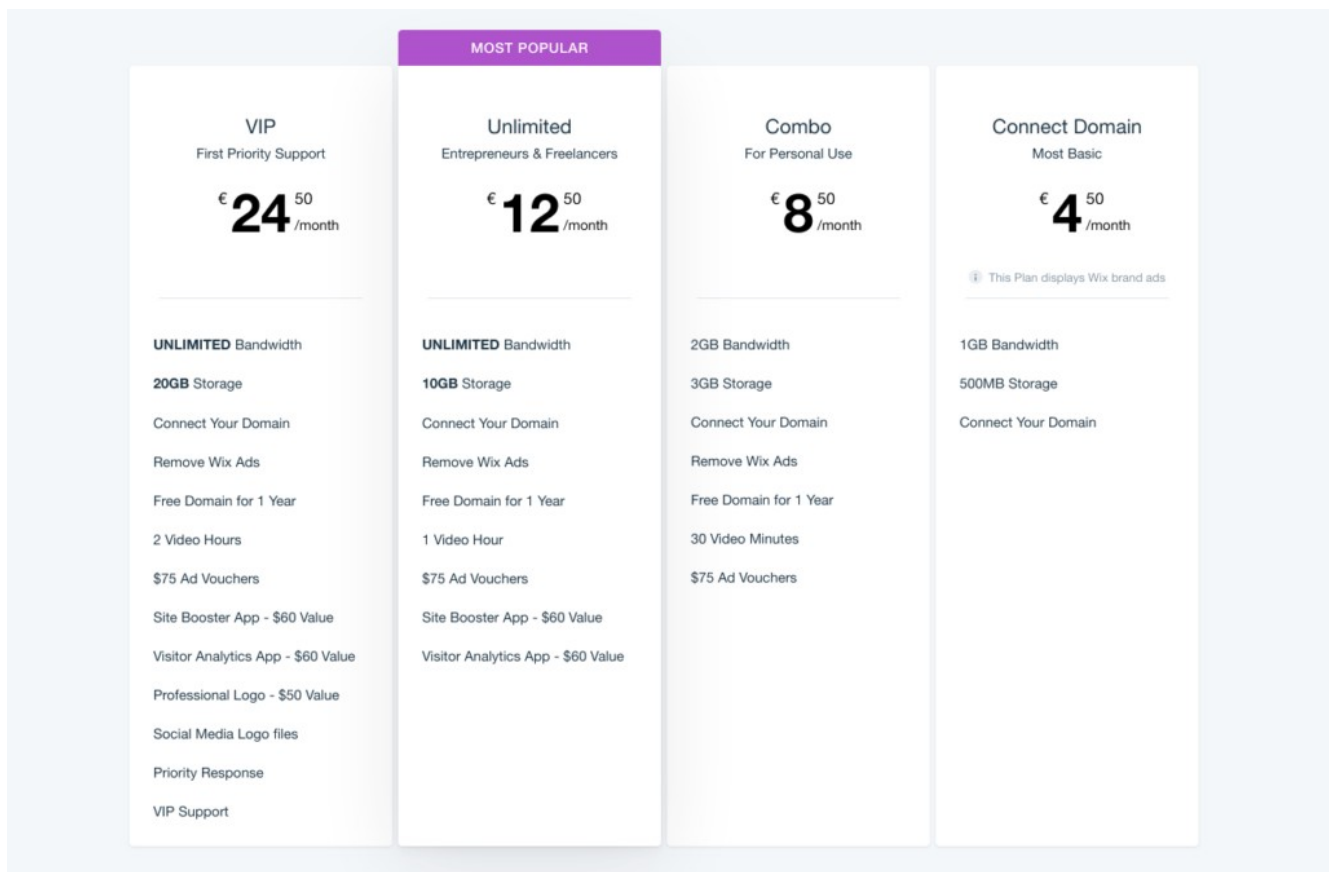 MOST POPULAR
VIP
First Priority Support
€ 24 50
/month
UNLIMITED Bandwidth
20GB Storage
Connect Your Domain
Remove Wix Ads
Free Domain for 1 Year
2 Video Hours
$75 Ad Vouchers
Site Booster App - $60 Value
Visitor Analytics App - $60 Value
Professional Logo - $50 Value
Social Media Logo files
Priority Response
VIP Support
Unlimited
Entrepreneurs & Freelancers
€ 12 50
/month
UNLIMITED Bandwidth
10GB Storage
Connect Your Domain
Remove Wix Ads
Free Domain for 1 Year
1 Video Hour
$75 Ad Vouchers
Site Booster App - $60 Value
Visitor Analytics App - $60 Value
Combo
For Personal Use
€ 8 50
/month
2GB Bandwidth
3GB Storage
Connect Your Domain
Remove Wix Ads
Free Domain for 1 Year
30 Video Minutes
$75 Ad Vouchers
Connect Domain
Most Basic
€ 4 50
/month
This Plan displays Wix brand ads
1GB Bandwidth
500MB Storage
Connect Your Domain